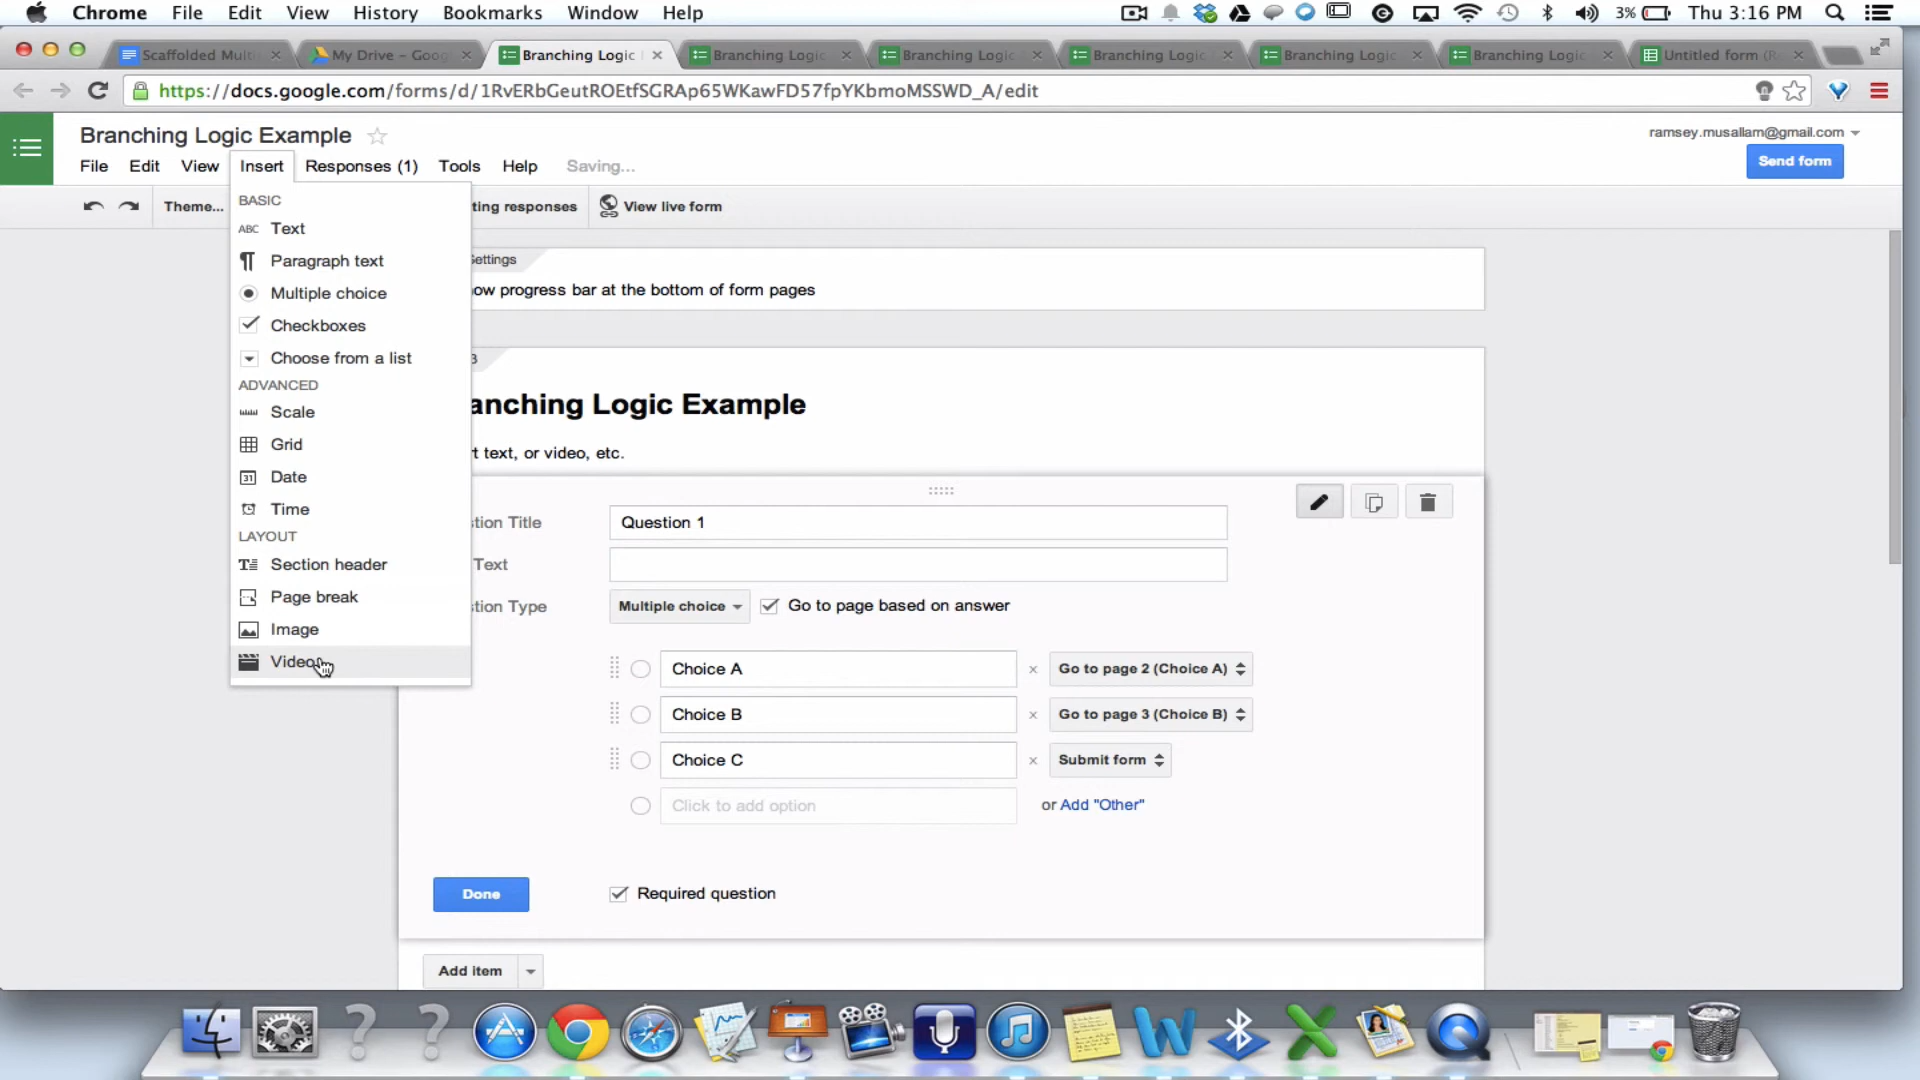 Chrome File Edit View History Bookmarks Window Help 3% Thu 3:16 PM
Scaffolded Multi My Drive – Goog Branching Logic Branching Logic Branching Logic Branching Logic Branching Logic Branching Logic Untitled form (R
https://docs.google.com/forms/d/1RvERbGeutROEtfSGRAp65WKawFD57fpYKbmoMSSWD_A/edit
Branching Logic Example
ramsey.musallam@gmail.com
File Edit View Insert Responses (1) Tools Help Saving...
Send form
Theme... ting responses View live form
BASIC
ABC Text
Paragraph text
Multiple choice
Checkboxes
Choose from a list
ADVANCED
Scale
Grid
31 Date
Time
LAYOUT
Section header
Page break
Image
Video
Settings
ow progress bar at the bottom of form pages
3
anching Logic Example
t text, or video, etc.
tion Title Question 1
Text
tion Type Multiple choice Go to page based on answer
Choice A × Go to page 2 (Choice A)
Choice B × Go to page 3 (Choice B)
Choice C × Submit form
Click to add option or Add "Other"
Done Required question
Add item